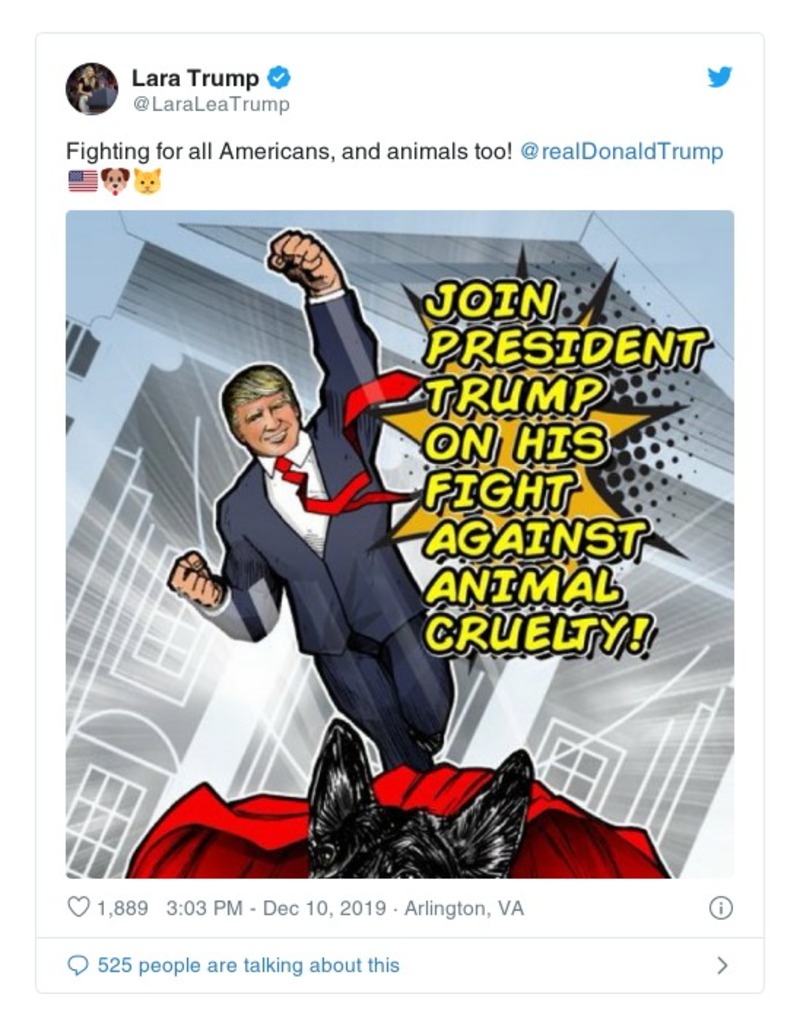 Lara Trump
@LaraLeaTrump
Fighting for all Americans, and animals too! @realDonaldTrump
JOIN
PRESIDENT
TRUMP
ON HIS
FIGHT
AGAINST
ANIMAL
CRUELTY!
1,889 3:03 PM - Dec 10, 2019 · Arlington, VA
525 people are talking about this